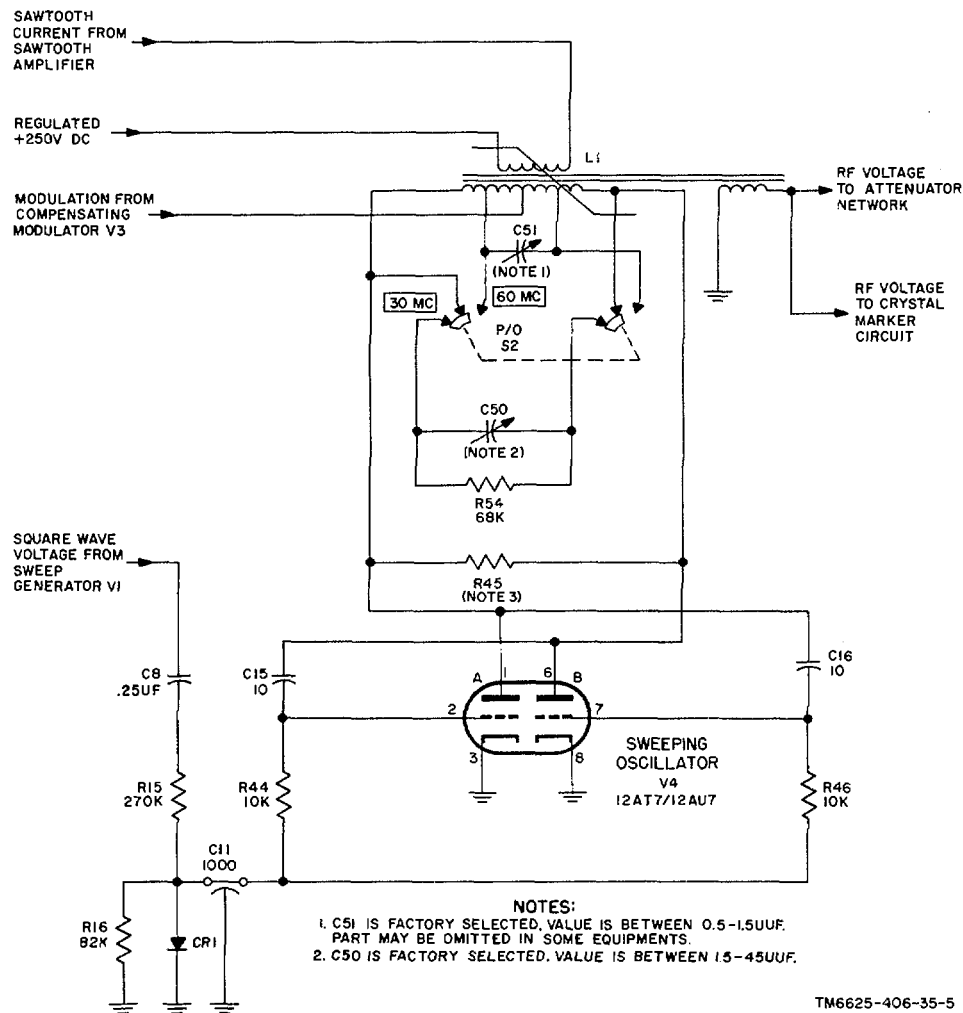 SAWTOOTH
CURRENT FROM
SAWTOOTH
AMPLIFIER
REGULATED
+250V DC
L1
MODULATION FROM
COMPENSATING
MODULATOR V3
RF VOLTAGE
TO ATTENUATOR
NETWORK
C51
(NOTE 1)
30 MC
60 MC
P/O
S2
RF VOLTAGE
TO CRYSTAL
MARKER
CIRCUIT
C50
(NOTE 2)
R54
68K
SQUARE WAVE
VOLTAGE FROM
SWEEP
GENERATOR V1
R45
(NOTE 3)
C8
.25UF
C15
10
A 1 6 B
C16
10
2
7
3
8
SWEEPING
OSCILLATOR
V4
12AT7/12AU7
R15
270K
R44
10K
R46
10K
C11
1000
R16
82K
CR1
NOTES:
1. C51 IS FACTORY SELECTED, VALUE IS BETWEEN 0.5-1.5UUF.
PART MAY BE OMITTED IN SOME EQUIPMENTS.
2. C50 IS FACTORY SELECTED. VALUE IS BETWEEN 1.5-45UUF.
TM6625-406-35-5